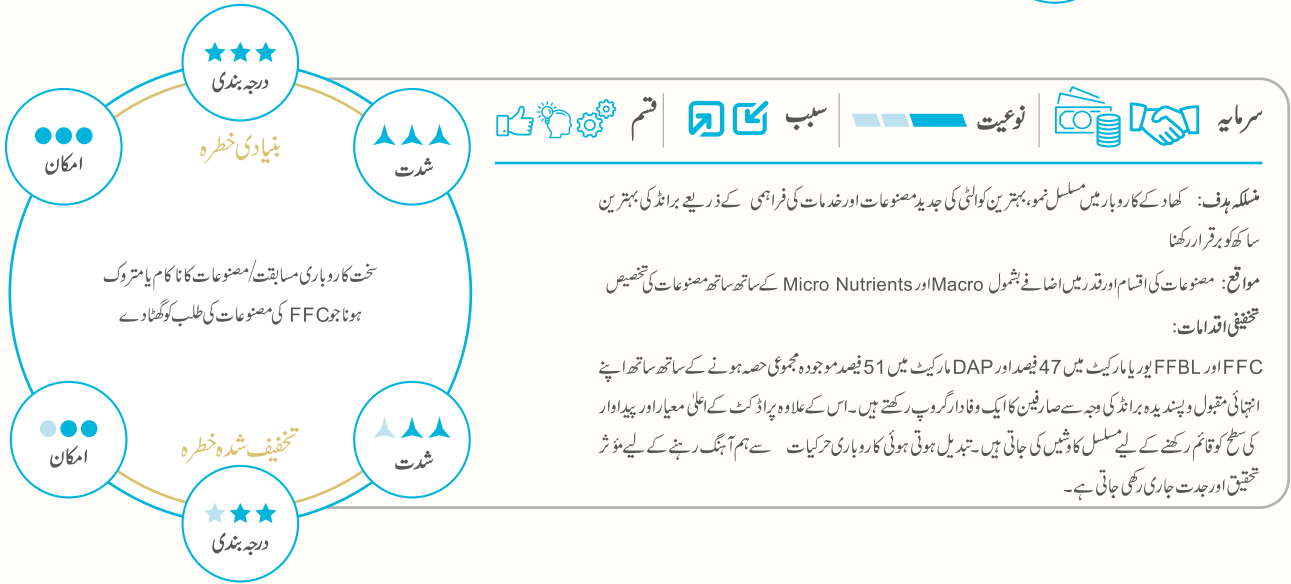 درجہ بندی
امکان
بنیادی خطرہ
شدت
سخت کاروباری مسابقت/مصنوعات کا ناکام یا متروک
ہونا جو FFC کی مصنوعات کی طلب کو گھٹا دے
امکان
تخفیف شدہ خطرہ
شدت
درجہ بندی
سرمایہ نوعیت سبب قسم
منسلکہ ہدف: کھاد کے کاروبار میں مسلسل نمو، بہترین کوالٹی کی جدید مصنوعات اور خدمات کی فراہمی کے ذریعے برانڈ کی بہترین
ساکھ کو برقرار رکھنا
مواقع: مصنوعات کی اقسام اور قدر میں اضافے بشمول Macro اور Micro Nutrients کے ساتھ ساتھ مصنوعات کی تخصیص
تخفیفی اقدامات:
FFC اور FFBL یوریا مارکیٹ میں 47 فیصد اور DAP مارکیٹ میں 51 فیصد موجودہ مجموعی حصہ ہونے کے ساتھ ساتھ اپنے
انتہائی مقبول و پسندیدہ برانڈ کی وجہ سے صارفین کا ایک وفادار گروپ رکھتے ہیں۔ اس کے علاوہ پراڈکٹ کے اعلیٰ معیار اور پیداوار
کی سطح کو قائم رکھنے کے لیے مسلسل کاوشیں کی جاتی ہیں۔ تبدیل ہوتی ہوئی کاروباری حرکیات سے ہم آہنگ رہنے کے لیے مؤثر
تحقیق اور جدت جاری رکھی جاتی ہے۔